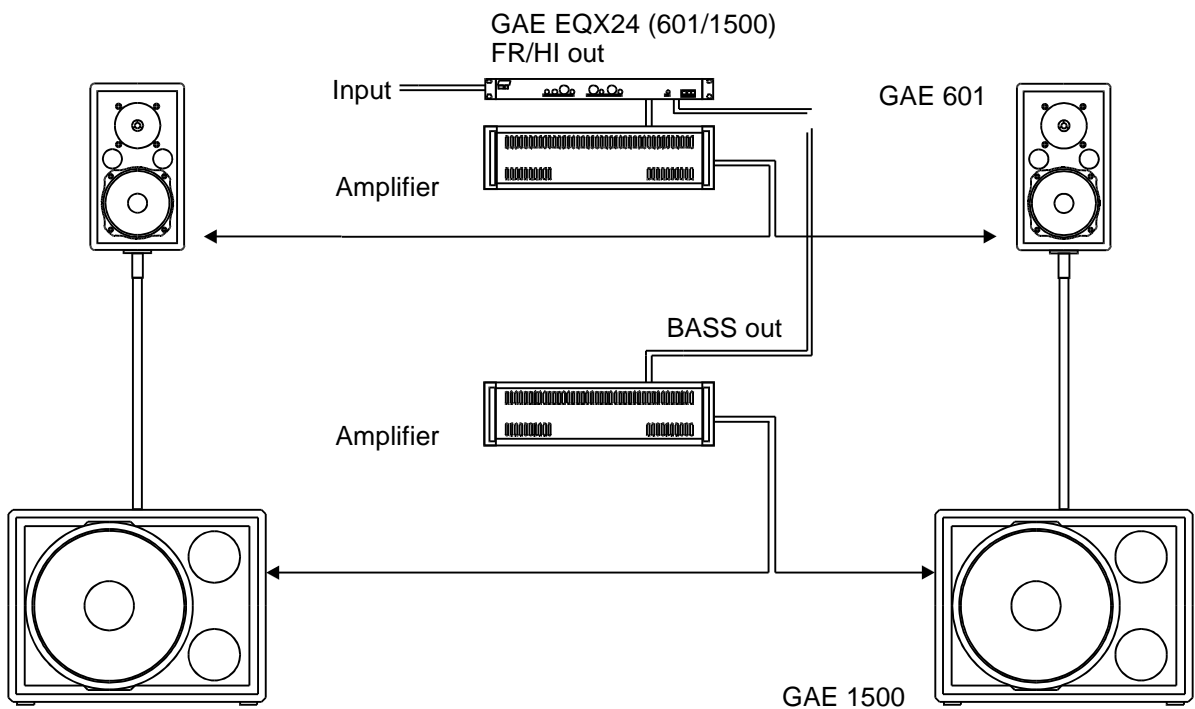 GAE EQX24 (601/1500)
FR/HI out
Input
GAE 601
Amplifier
BASS out
Amplifier
GAE 1500